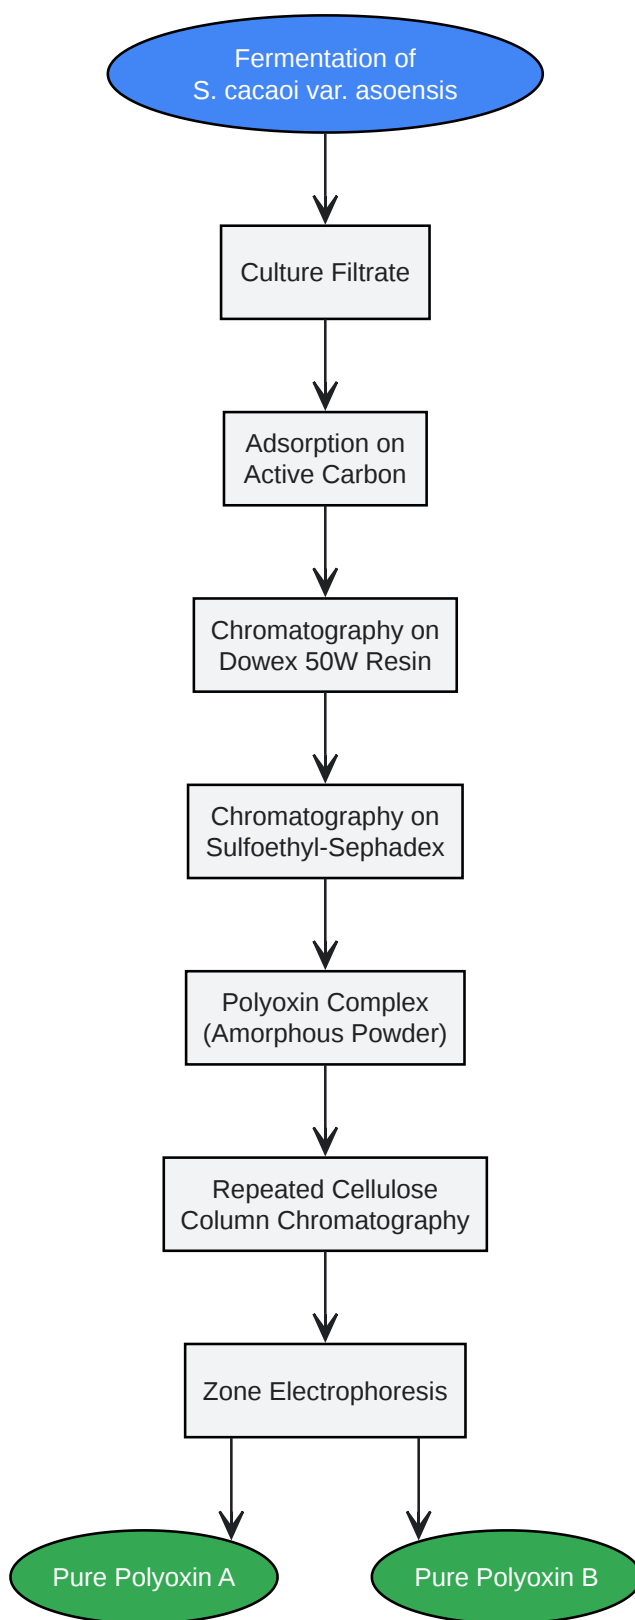 Fermentation of
S. cacaoi var. asoensis
Culture Filtrate
Adsorption on
Active Carbon
Chromatography on
Dowex 50W Resin
Chromatography on
Sulfoethyl-Sephadex
Polyoxin Complex
(Amorphous Powder)
Repeated Cellulose
Column Chromatography
Zone Electrophoresis
Pure Polyoxin A
Pure Polyoxin B